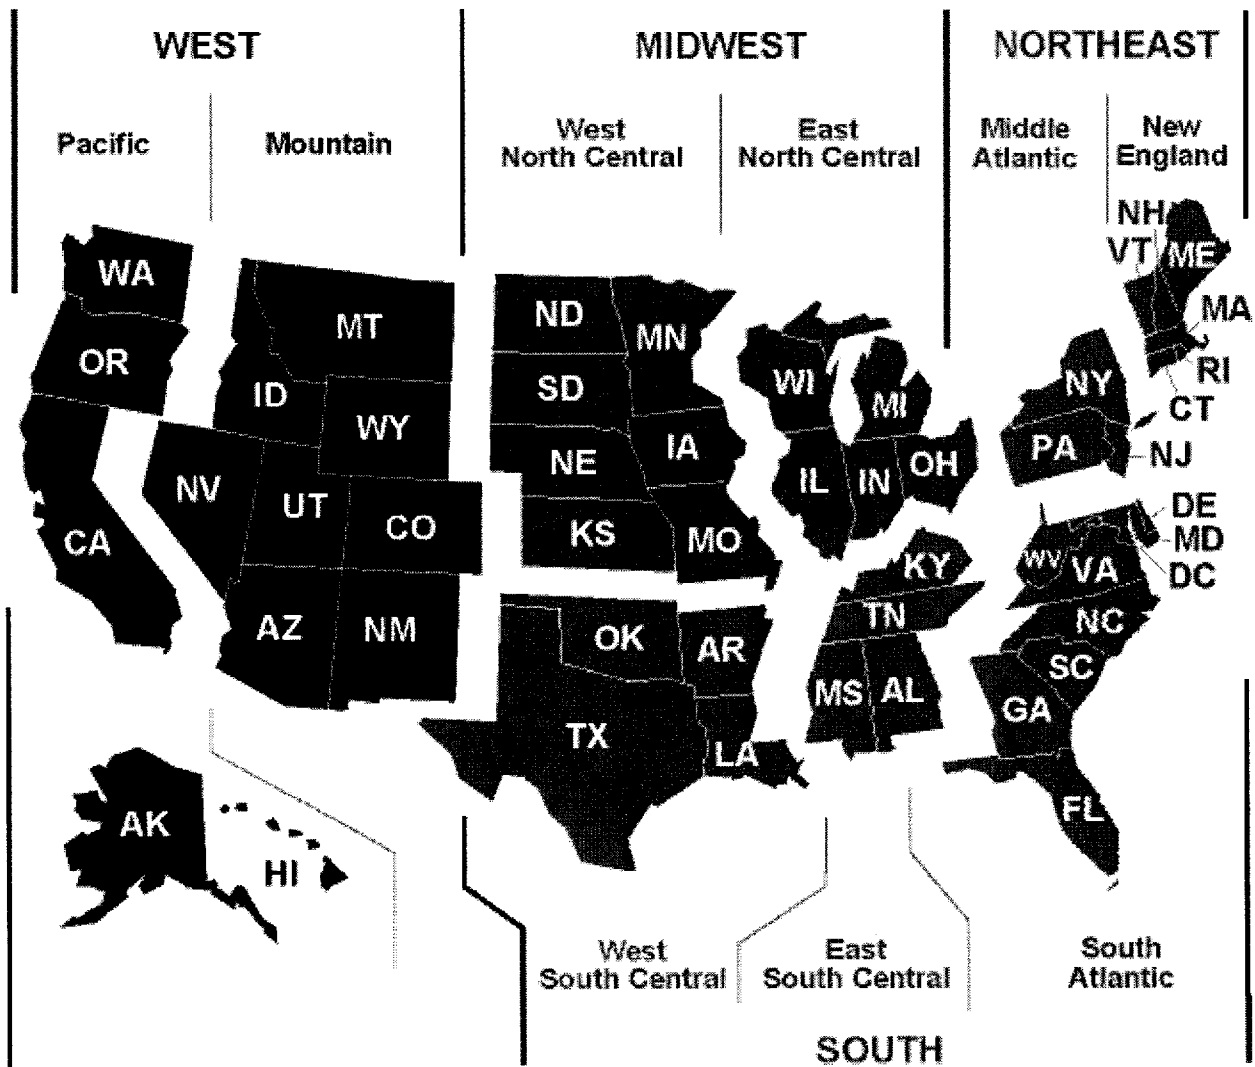 WEST
MIDWEST
NORTHEAST
Pacific
Mountain
West
North Central
East
North Central
Middle
Atlantic
New
England
NH
VT
ME
WA
MT
ND
MN
MA
OR
ID
SD
WI
MI
NY
RI
WY
CT
NV
UT
CO
NE
IA
IL
IN
OH
PA
NJ
CA
KS
MO
KY
WV
VA
DE
MD
DC
AZ
NM
OK
AR
TN
NC
SC
TX
LA
MS
AL
GA
FL
AK
HI
West
South Central
East
South Central
South
Atlantic
SOUTH